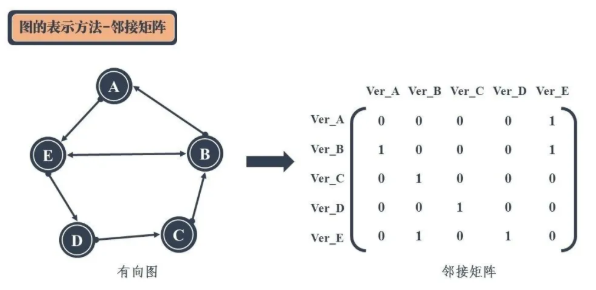 图的表示方法-邻接矩阵
A
E
B
D
C
有向图
Ver_A Ver_B Ver_C Ver_D Ver_E
Ver_A 0 0 0 0 1
Ver_B 1 0 0 0 1
Ver_C 0 1 0 0 0
Ver_D 0 0 1 0 0
Ver_E 0 1 0 1 0
邻接矩阵